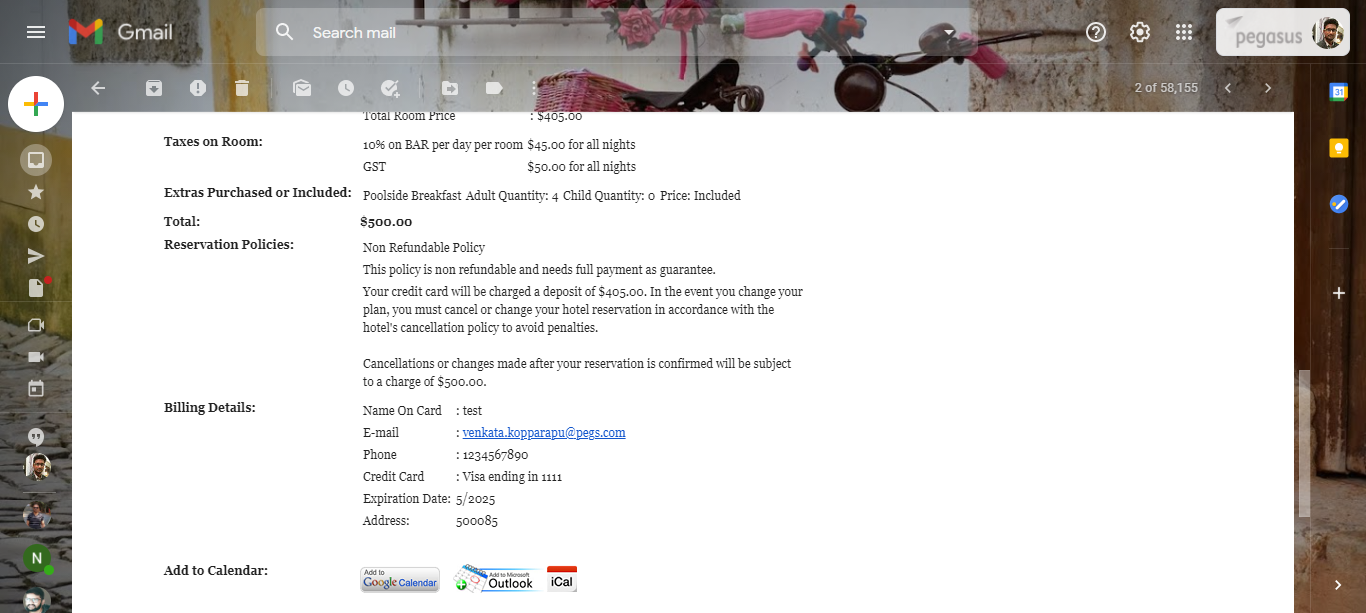 Gmail
Search mail
pegasus
2 of 58,155
31
Total Room Price : $405.00
Taxes on Room:
10% on BAR per day per room $45.00 for all nights
GST $50.00 for all nights
Extras Purchased or Included: Poolside Breakfast Adult Quantity: 4 Child Quantity: 0 Price: Included
Total: $500.00
Reservation Policies:
Non Refundable Policy
This policy is non refundable and needs full payment as guarantee.
Your credit card will be charged a deposit of $405.00. In the event you change your
plan, you must cancel or change your hotel reservation in accordance with the
hotel's cancellation policy to avoid penalties.
Cancellations or changes made after your reservation is confirmed will be subject
to a charge of $500.00.
Billing Details:
Name On Card : test
E-mail : venkata.kopparapu@pegs.com
Phone : 1234567890
Credit Card : Visa ending in 1111
Expiration Date: 5/2025
Address: 500085
N
Add to Calendar:
Add to
Google Calendar
Add to Microsoft
Outlook
iCal